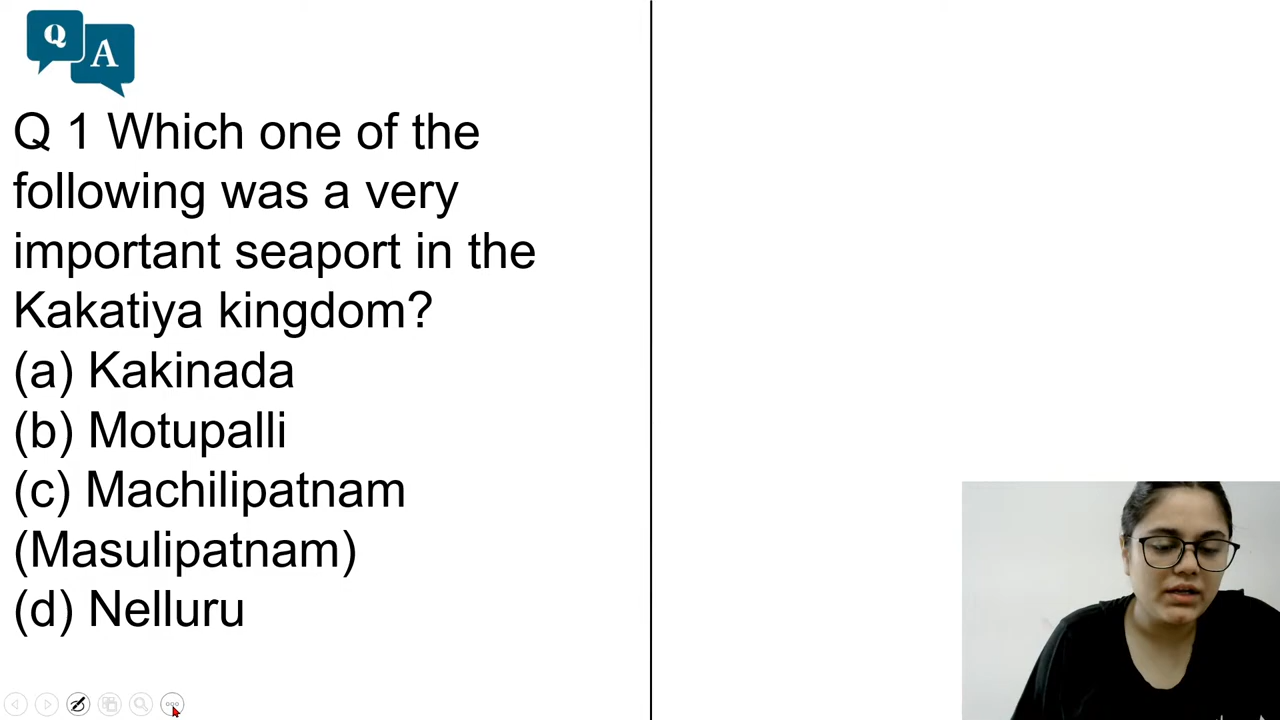 Q
A
Q 1 Which one of the
following was a very
important seaport in the
Kakatiya kingdom?
(a) Kakinada
(b) Motupalli
(c) Machilipatnam
(Masulipatnam)
(d) Nelluru